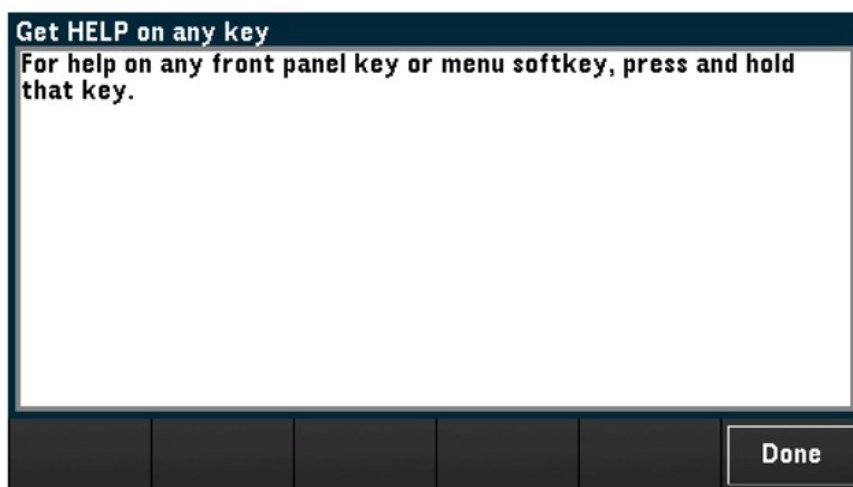 Get HELP on any key
For help on any front panel key or menu softkey, press and hold
that key.
Done